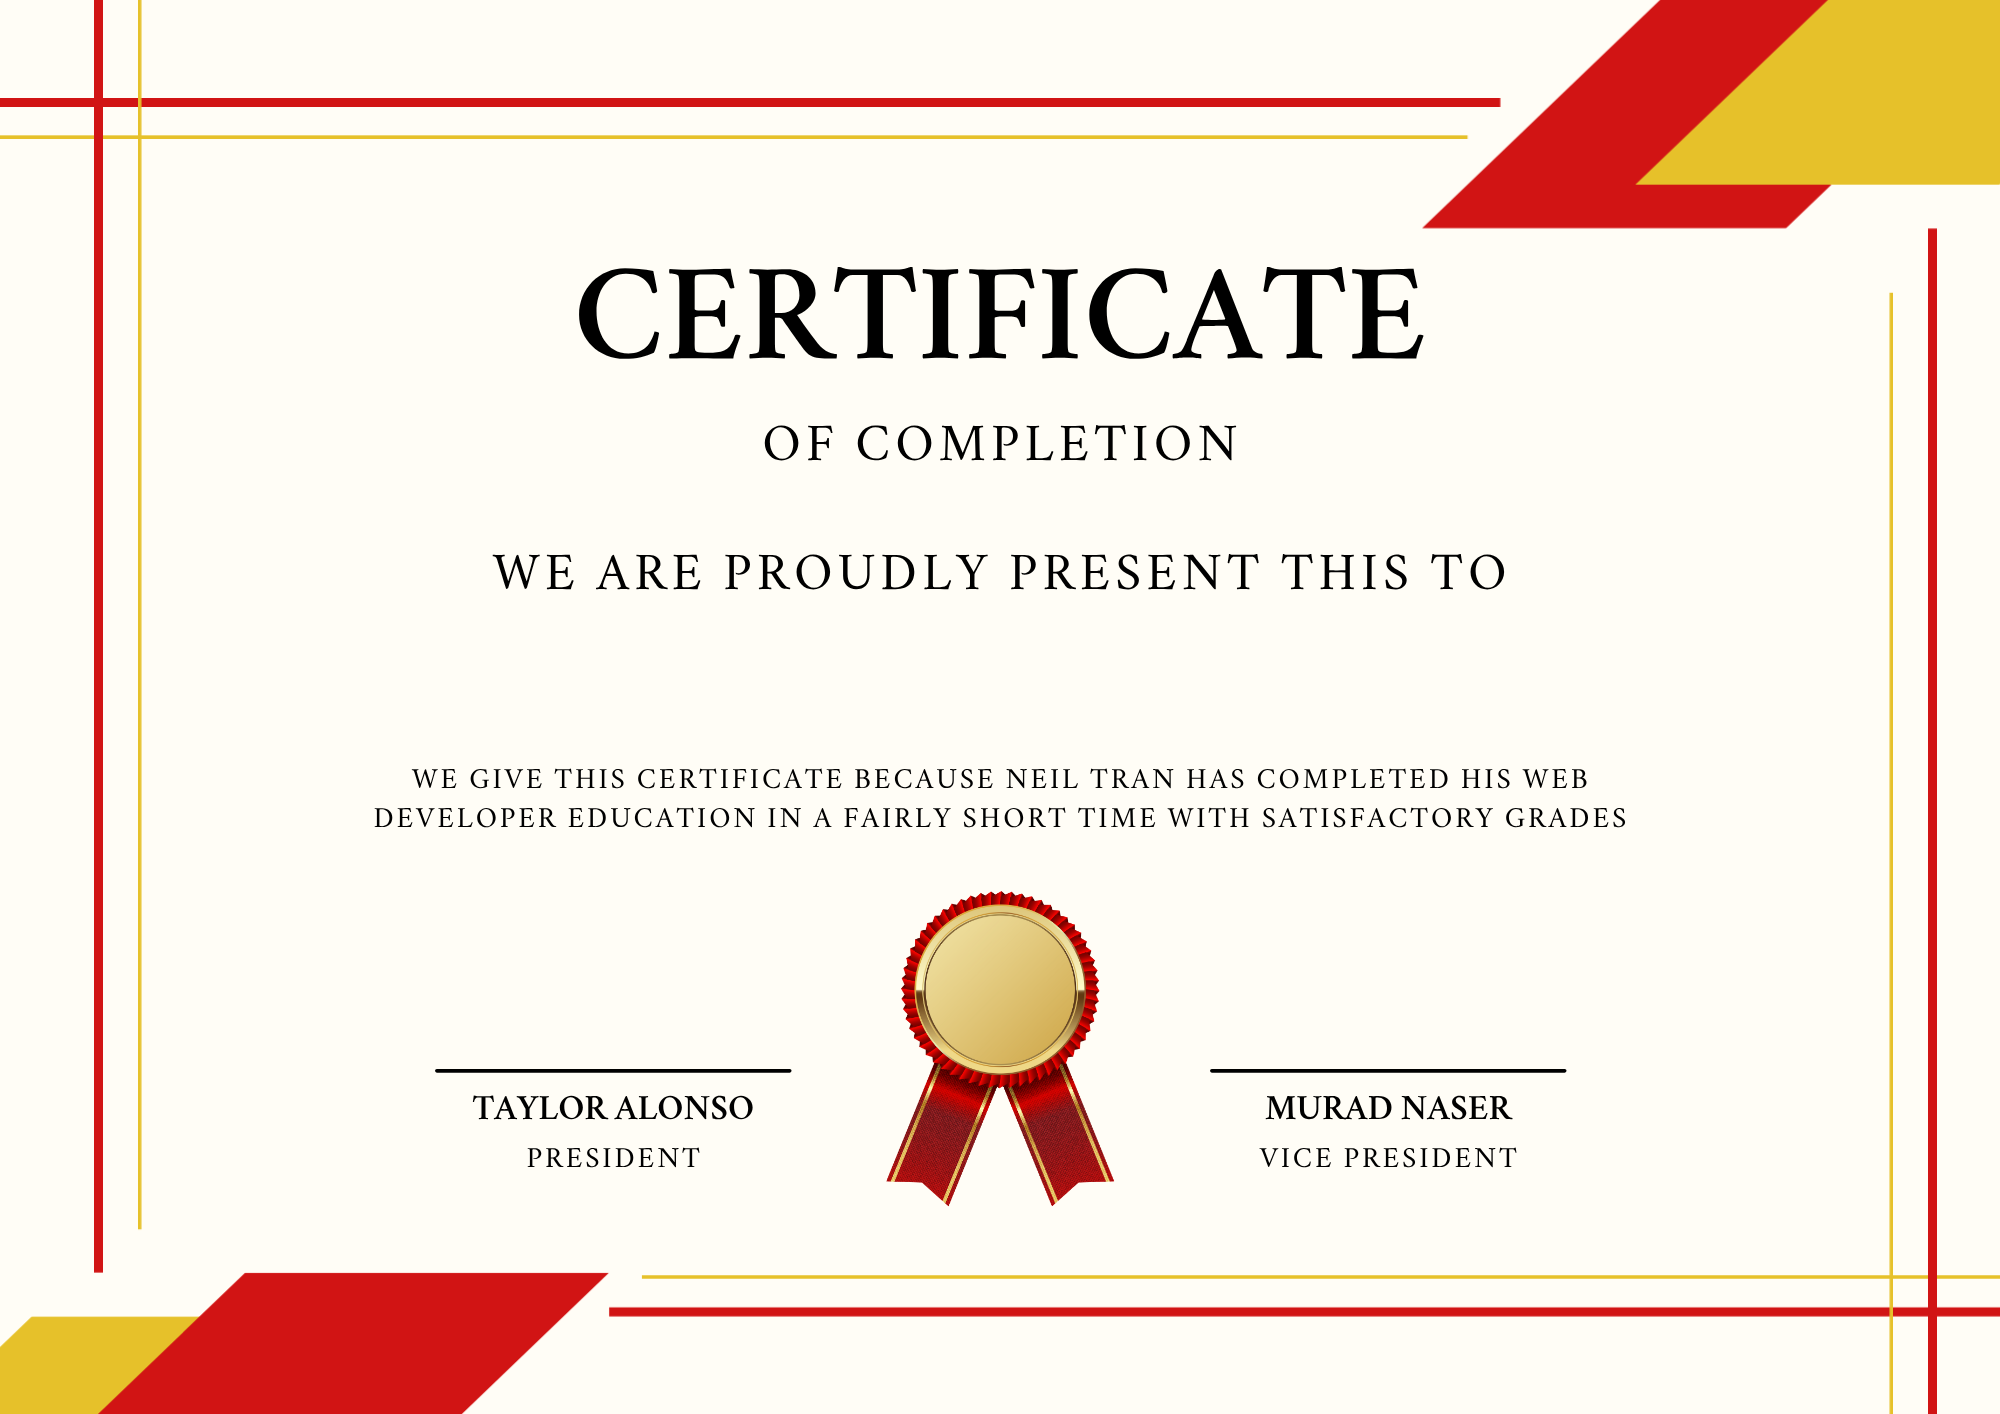 CERTIFICATE
OF COMPLETION
WE ARE PROUDLY PRESENT THIS TO
WE GIVE THIS CERTIFICATE BECAUSE NEIL TRAN HAS COMPLETED HIS WEB
DEVELOPER EDUCATION IN A FAIRLY SHORT TIME WITH SATISFACTORY GRADES
TAYLOR ALONSO
PRESIDENT
MURAD NASER
VICE PRESIDENT